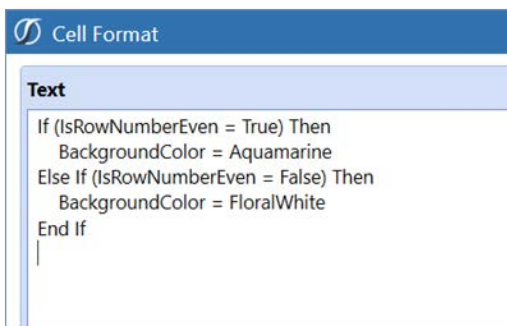 Cell Format
Text
If (IsRowNumberEven = True) Then
BackgroundColor = Aquamarine
Else If (IsRowNumberEven = False) Then
BackgroundColor = FloralWhite
End If